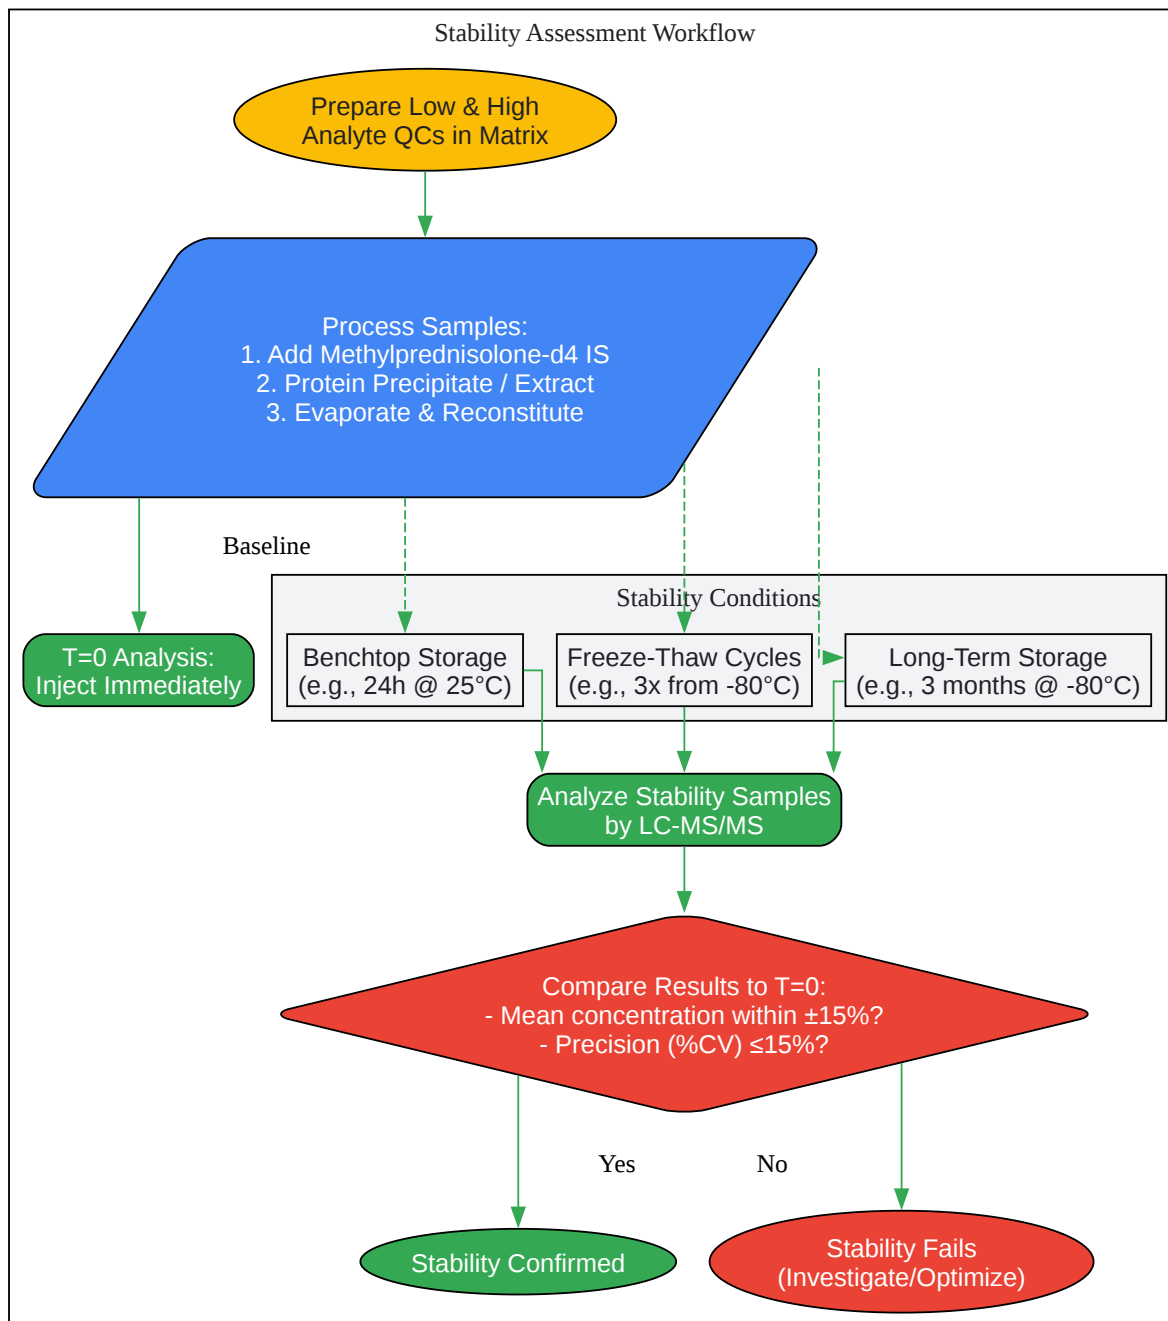 Stability Assessment Workflow
Prepare Low & High
Analyte QCs in Matrix
Process Samples:
1. Add Methylprednisolone-d4 IS
2. Protein Precipitate / Extract
3. Evaporate & Reconstitute
Baseline
Stability Conditions
T=0 Analysis:
Inject Immediately
Benchtop Storage
(e.g., 24h @ 25°C)
Freeze-Thaw Cycles
(e.g., 3x from -80°C)
Long-Term Storage
(e.g., 3 months @ -80°C)
Analyze Stability Samples
by LC-MS/MS
Compare Results to T=0:
- Mean concentration within ±15%?
- Precision (%CV) ≤15%?
Yes
No
Stability Confirmed
Stability Fails
(Investigate/Optimize)